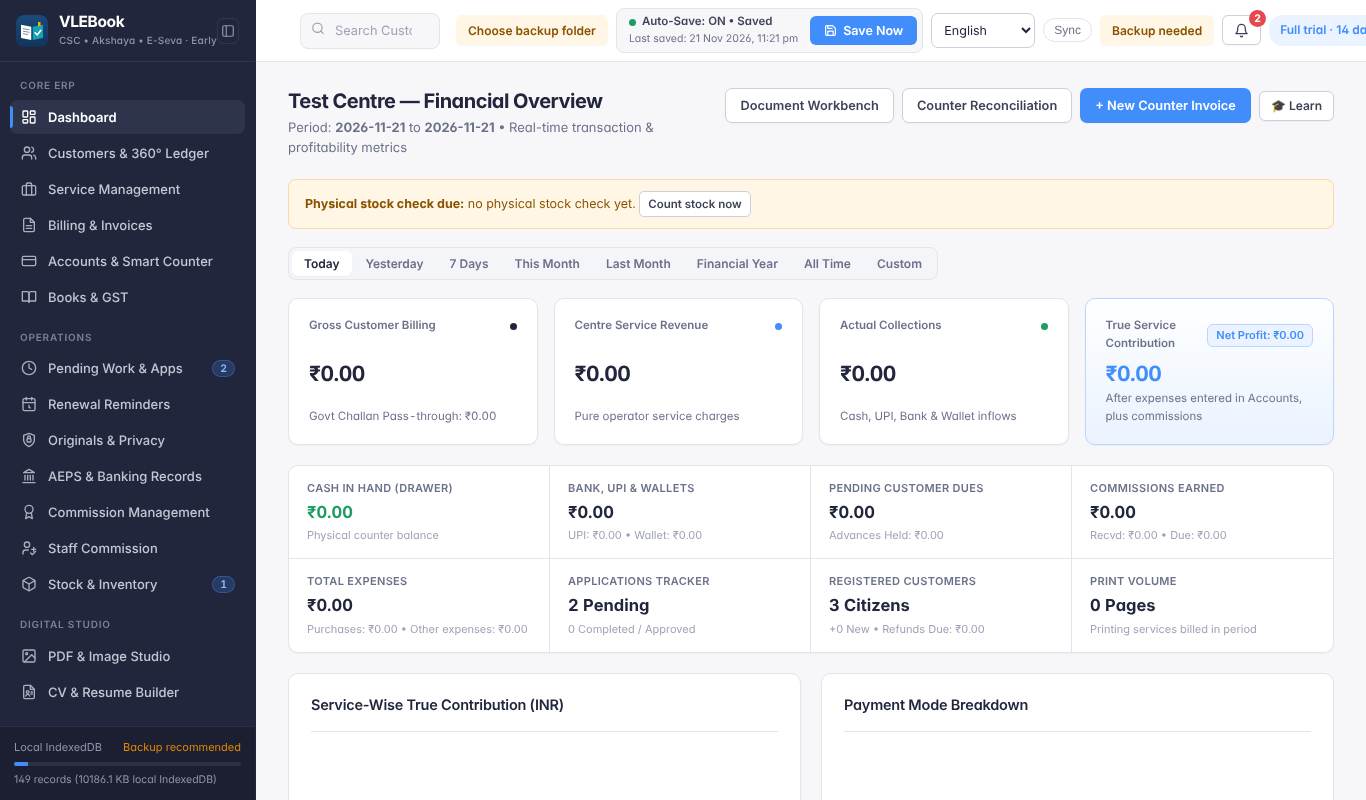 VLEBook
CSC • Akshaya • E-Seva · Early
CORE ERP
Dashboard
Customers & 360° Ledger
Service Management
Billing & Invoices
Accounts & Smart Counter
Books & GST
OPERATIONS
Pending Work & Apps 2
Renewal Reminders
Originals & Privacy
AEPS & Banking Records
Commission Management
Staff Commission
Stock & Inventory 1
DIGITAL STUDIO
PDF & Image Studio
CV & Resume Builder
Local IndexedDB Backup recommended
149 records (10186.1 KB local IndexedDB)
Search
Choose backup folder
Auto-Save: ON • Saved
Last saved: 21 Nov 2026, 11:21 pm
Save Now
English
Sync
Backup needed
2
Full trial · 14
Test Centre — Financial Overview
Period: 2026-11-21 to 2026-11-21 • Real-time transaction &
profitability metrics
Document Workbench
Counter Reconciliation
+ New Counter Invoice
🎓 Learn
Physical stock check due: no physical stock check yet. Count stock now
Today Yesterday 7 Days This Month Last Month Financial Year All Time Custom
Gross Customer Billing
₹0.00
Govt Challan Pass-through: ₹0.00
Centre Service Revenue
₹0.00
Pure operator service charges
Actual Collections
₹0.00
Cash, UPI, Bank & Wallet inflows
True Service
Contribution
Net Profit: ₹0.00
₹0.00
After expenses entered in Accounts,
plus commissions
CASH IN HAND (DRAWER)
₹0.00
Physical counter balance
BANK, UPI & WALLETS
₹0.00
UPI: ₹0.00 • Wallet: ₹0.00
PENDING CUSTOMER DUES
₹0.00
Advances Held: ₹0.00
COMMISSIONS EARNED
₹0.00
Recvd: ₹0.00 • Due: ₹0.00
TOTAL EXPENSES
₹0.00
Purchases: ₹0.00 • Other expenses: ₹0.00
APPLICATIONS TRACKER
2 Pending
0 Completed / Approved
REGISTERED CUSTOMERS
3 Citizens
+0 New • Refunds Due: ₹0.00
PRINT VOLUME
0 Pages
Printing services billed in period
Service-Wise True Contribution (INR)
Payment Mode Breakdown